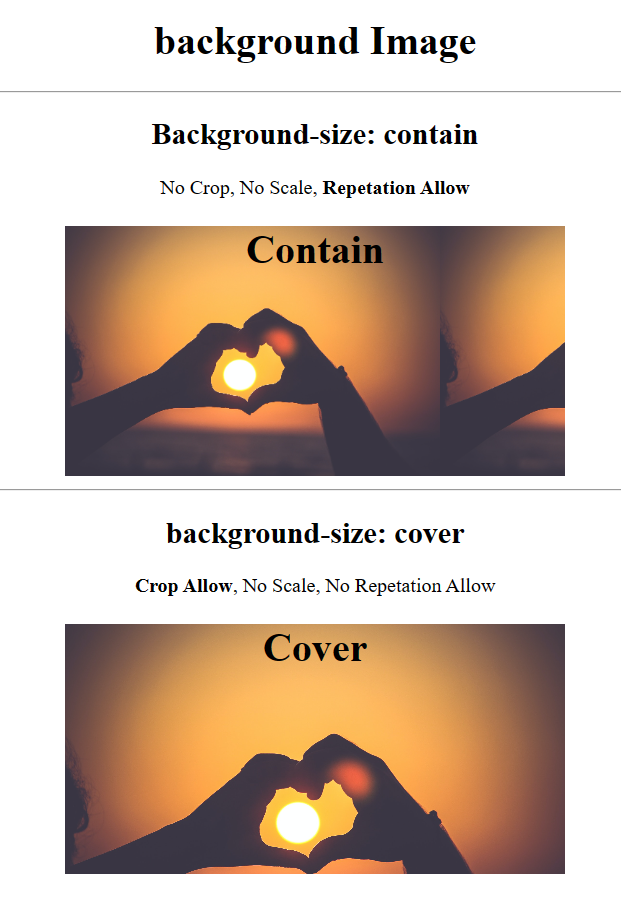 background Image
Background-size: contain
No Crop, No Scale, Repetation Allow
Contain
background-size: cover
Crop Allow, No Scale, No Repetation Allow
Cover